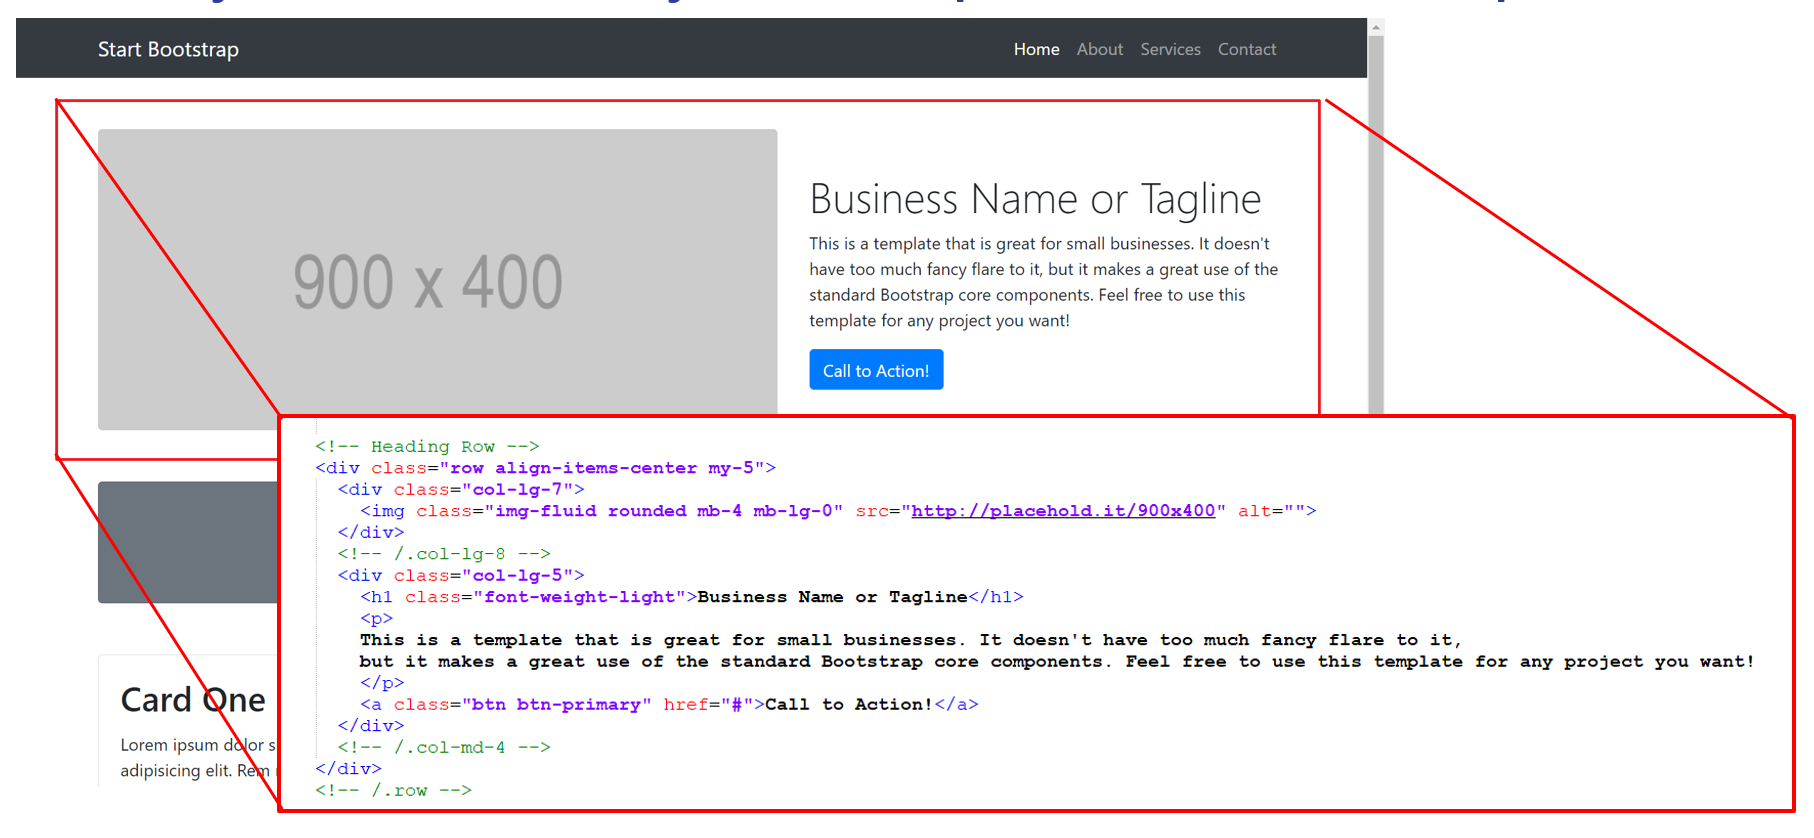 Start Bootstrap
Home About Services Contact
900 x 400
Business Name or Tagline
This is a template that is great for small businesses. It doesn't
have too much fancy flare to it, but it makes a great use of the
standard Bootstrap core components. Feel free to use this
template for any project you want!
Call to Action!
<!-- Heading Row -->
<div class="row align-items-center my-5">
<div class="col-lg-7">
<img class="img-fluid rounded mb-4 mb-lg-0" src="http://placehold.it/900x400" alt="">
</div>
<!-- /.col-lg-8 -->
<div class="col-lg-5">
<h1 class="font-weight-light">Business Name or Tagline</h1>
<p>
This is a template that is great for small businesses. It doesn't have too much fancy flare to it,
but it makes a great use of the standard Bootstrap core components. Feel free to use this template for any project you want!
</p>
<a class="btn btn-primary" href="#">Call to Action!</a>
</div>
<!-- /.col-md-4 -->
</div>
<!-- /.row -->
Card One
Lorem ipsum dolor
adipisicing elit. Rem